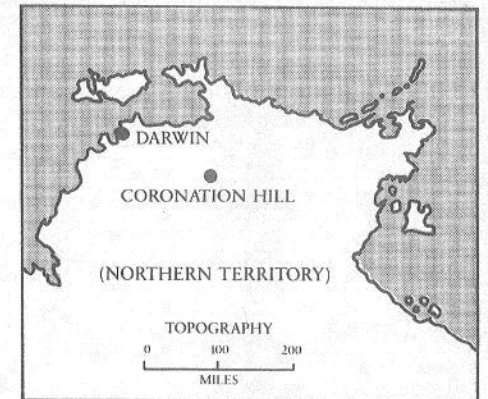 DARWIN
CORONATION HILL
(NORTHERN TERRITORY)
TOPOGRAPHY
0 100 200
MILES